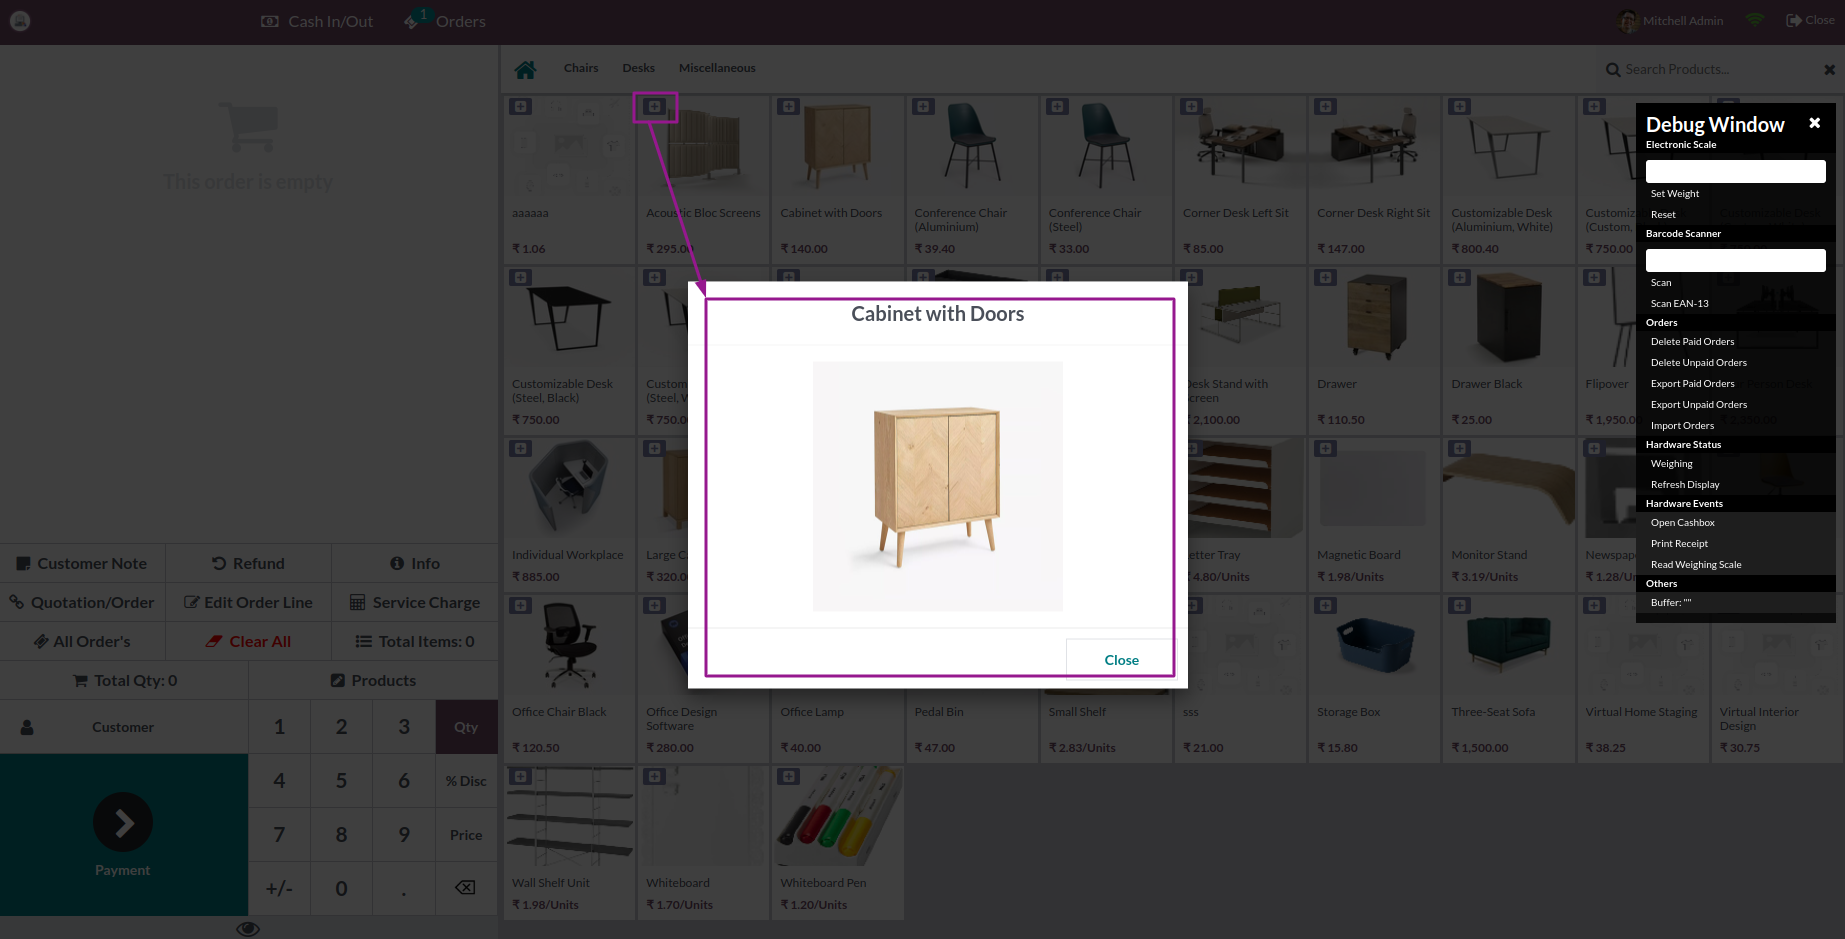 Cash In/Out
1
Orders
Mitchell Admin
Close
Chairs
Desks
Miscellaneous
Search Products...
This order is empty
aaaaaa
₹ 1.06
Acoustic Bloc Screens
₹ 295.00
Cabinet with Doors
₹ 140.00
Conference Chair
(Aluminium)
₹ 39.40
Conference Chair
(Steel)
₹ 33.00
Corner Desk Left Sit
₹ 85.00
Corner Desk Right Sit
₹ 147.00
Customizable Desk
(Aluminium, White)
₹ 800.40
(Custom,
₹ 750.00
Customizable Desk
(Steel, Black)
₹ 750.00
(Steel,
₹ 750.
Desk Stand with
Screen
₹ 2,100.00
Drawer
₹ 110.50
Drawer Black
₹ 25.00
Flipover
₹ 1,950.
Individual Workplace
₹ 885.00
Large C
₹ 320.0
Letter Tray
₹ 4.80/Units
Magnetic Board
₹ 1.98/Units
Monitor Stand
₹ 3.19/Units
Newspap
₹ 1.28/U
Office Chair Black
₹ 120.50
Office Design
Software
₹ 280.00
Office Lamp
₹ 40.00
Pedal Bin
₹ 47.00
Small Shelf
₹ 2.83/Units
sss
₹ 21.00
Storage Box
₹ 15.80
Three-Seat Sofa
₹ 1,500.00
Virtual Home Staging
₹ 38.25
Virtual Interior
Design
₹ 30.75
Wall Shelf Unit
₹ 1.98/Units
Whiteboard
₹ 1.70/Units
Whiteboard Pen
₹ 1.20/Units
Cabinet with Doors
Close
Debug Window
Electronic Scale
Set Weight
Reset
Barcode Scanner
Scan
Scan EAN-13
Orders
Delete Paid Orders
Delete Unpaid Orders
Export Paid Orders
Export Unpaid Orders
Import Orders
Hardware Status
Weighing
Refresh Display
Hardware Events
Open Cashbox
Print Receipt
Read Weighing Scale
Others
Buffer: ""
Customer Note
Refund
Info
Quotation/Order
Edit Order Line
Service Charge
All Order's
Clear All
Total Items: 0
Total Qty: 0
Products
Customer
1
2
3
Qty
4
5
6
% Disc
7
8
9
Price
+/-
0
.
Payment